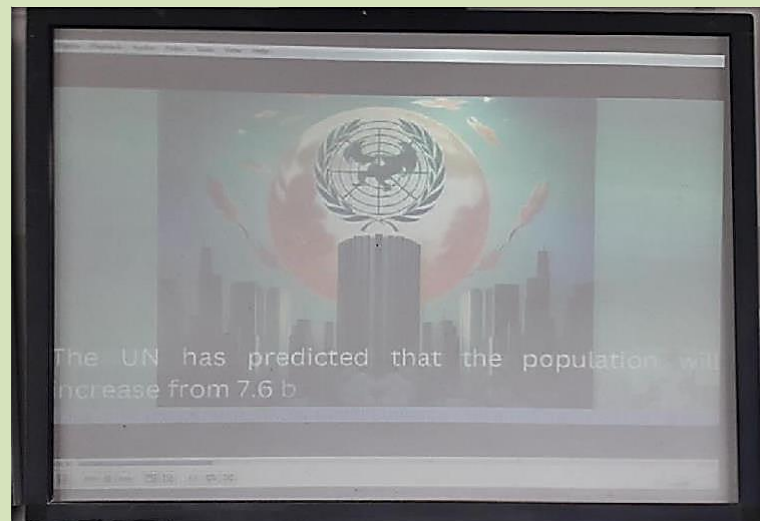 The UN has predicted that the population will
increase from 7.6 b